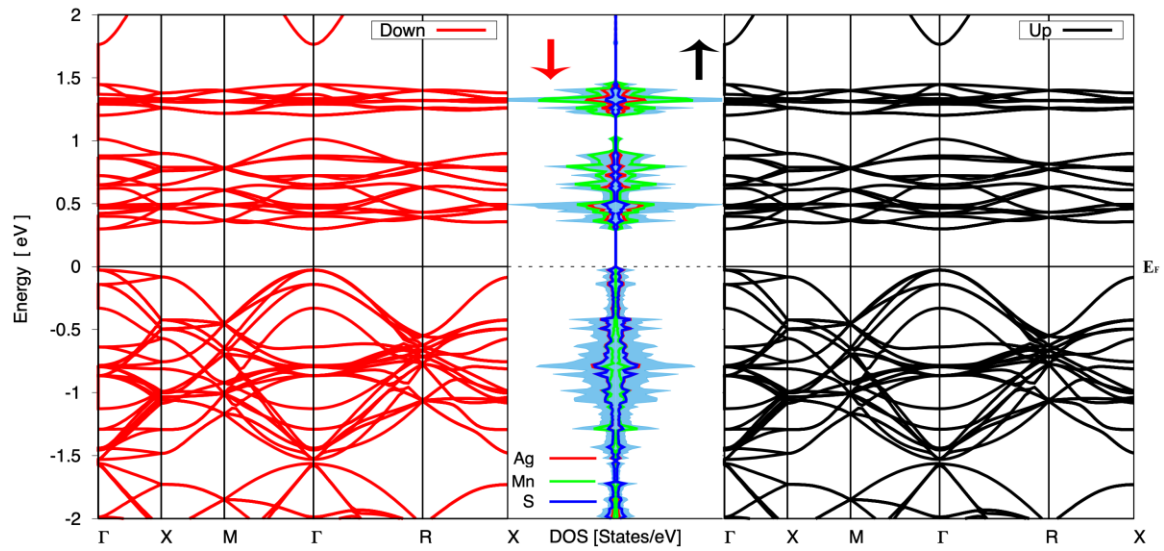 2
1.5
1
0.5
0
-0.5
-1
-1.5
-2
Energy [ eV]
Down
Up
E_F
Ag
Mn
S
Γ X M Γ R X
DOS [States/eV]
Γ X M Γ R X